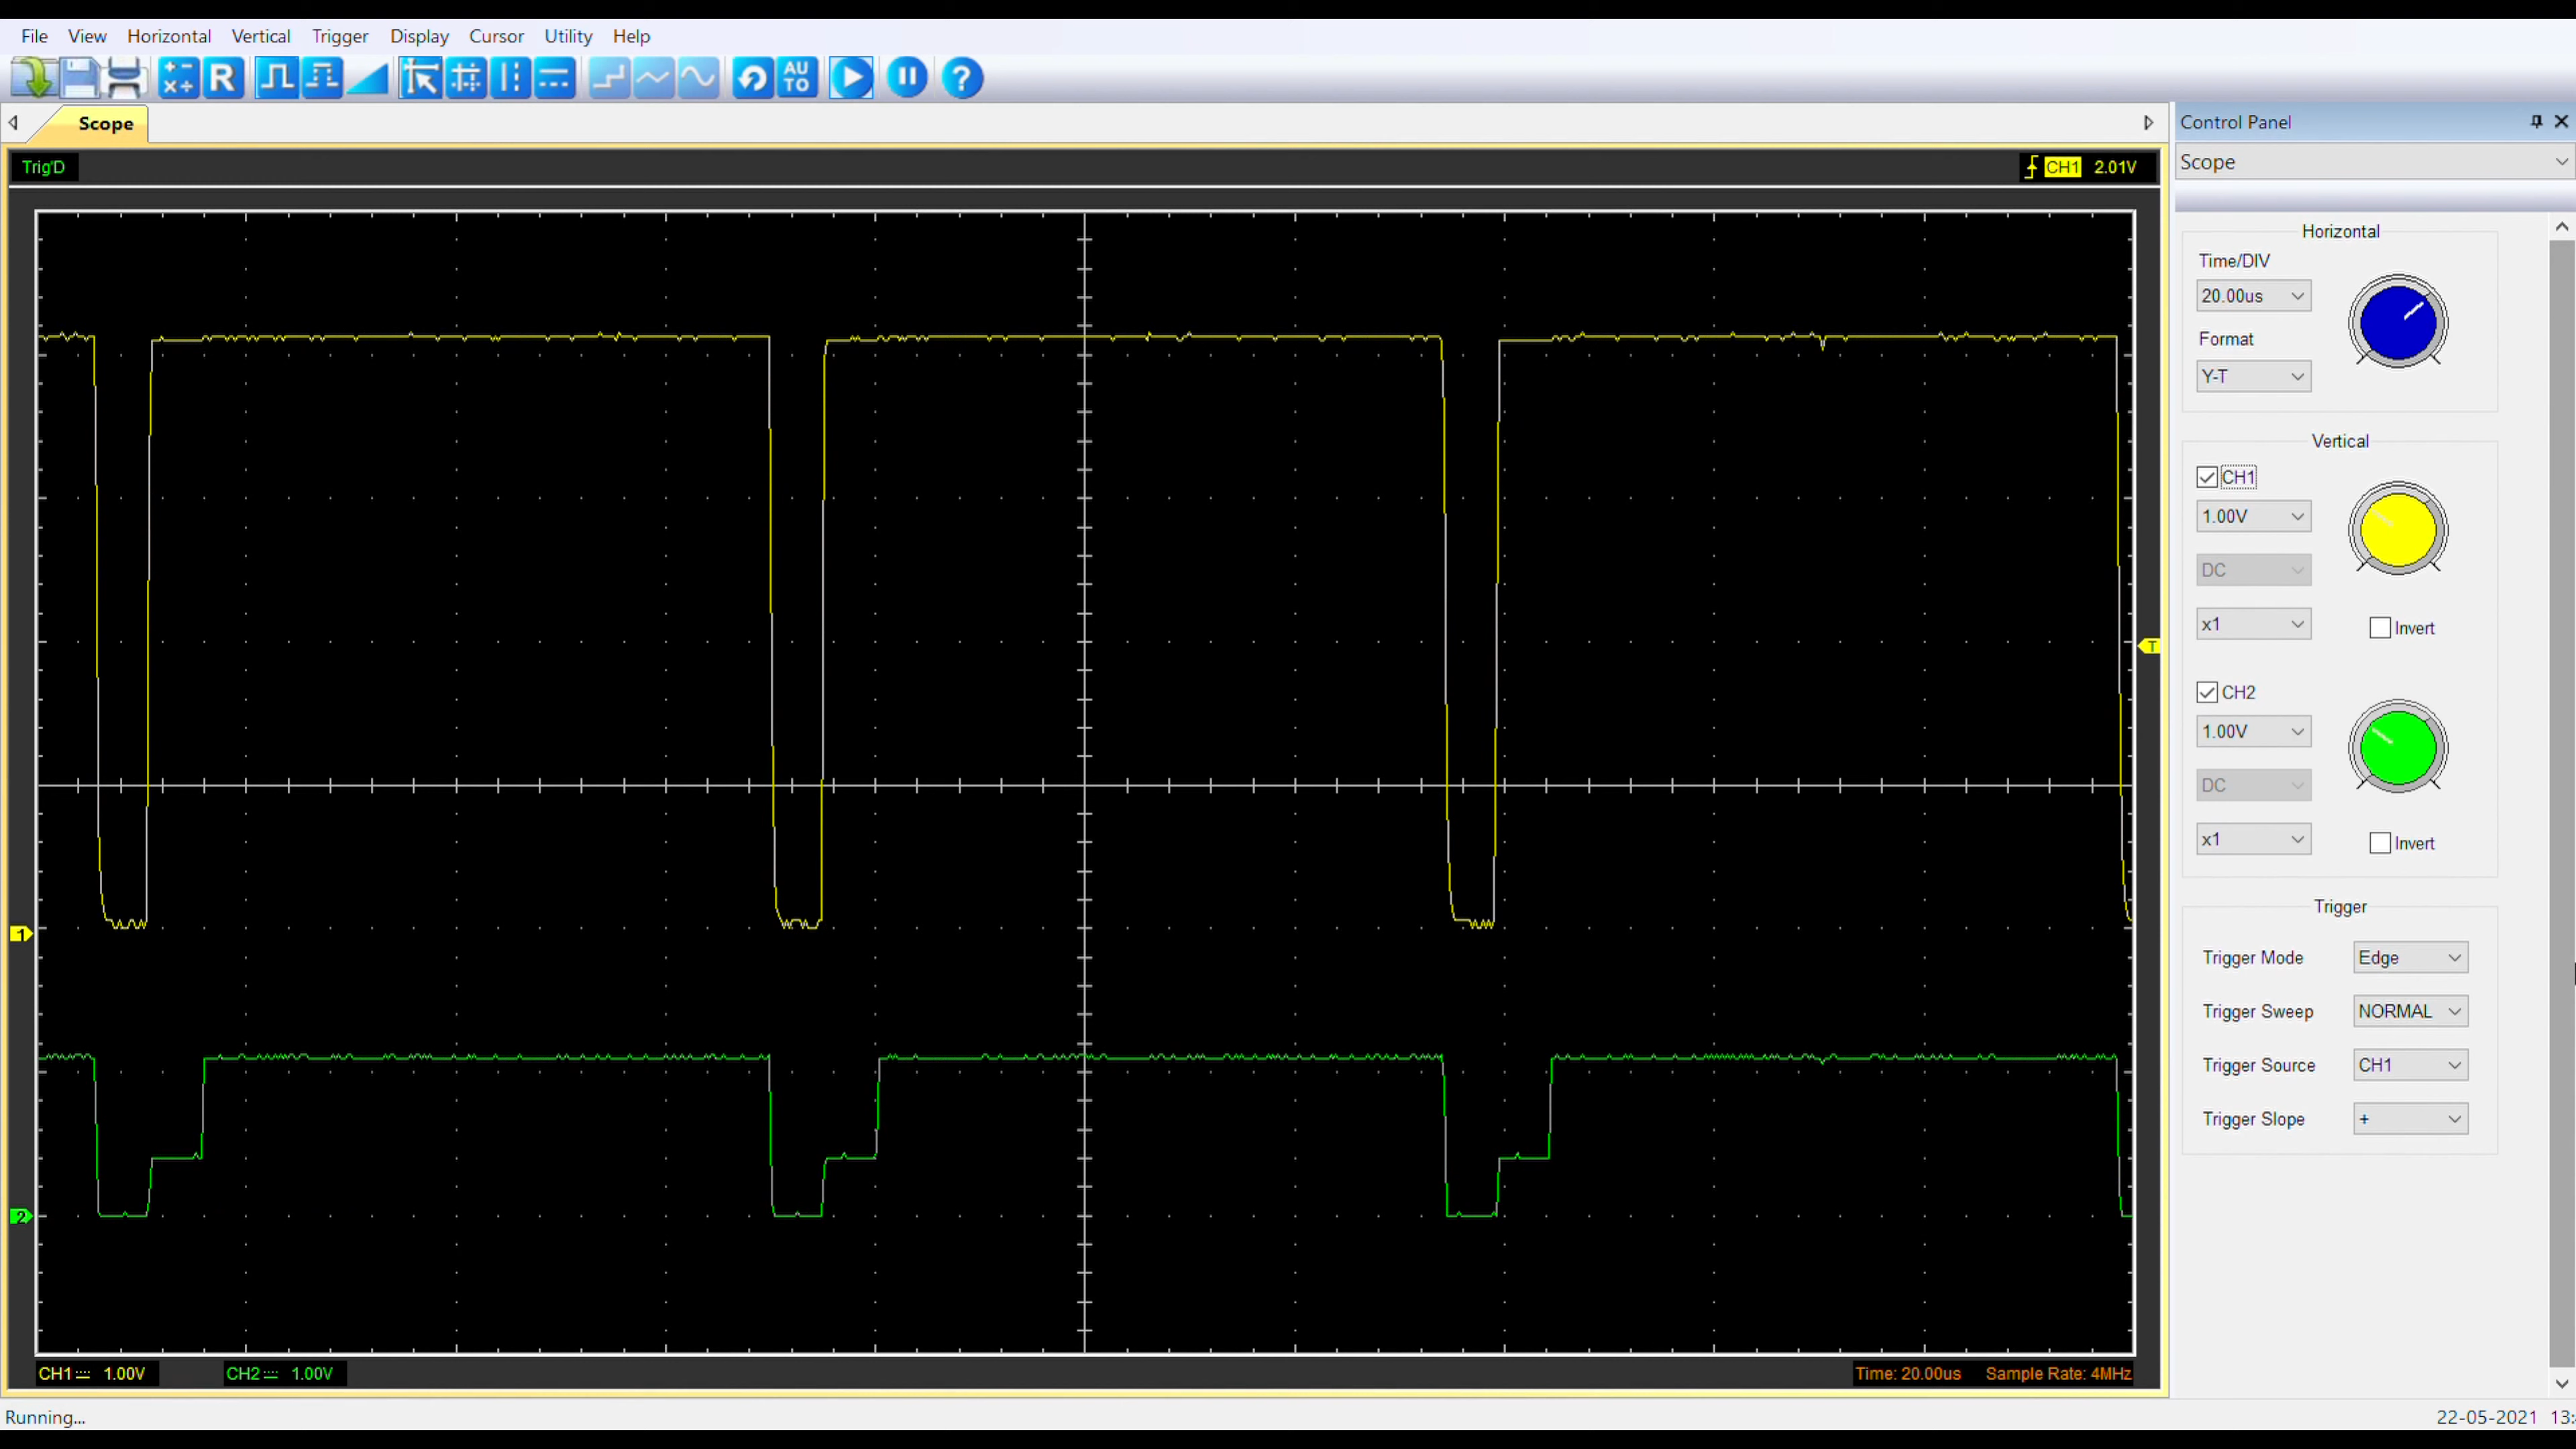 File View Horizontal Vertical Trigger Display Cursor Utility Help
R AU TO ?
Scope
Trig'D
CH1 2.01V
T
1
2
CH1 1.00V CH2 1.00V
Time: 20.00us Sample Rate: 4MHz
Control Panel
Scope
Horizontal
Time/DIV
20.00us
Format
Y-T
Vertical
CH1
1.00V
DC
x1
Invert
CH2
1.00V
DC
x1
Invert
Trigger
Trigger Mode Edge
Trigger Sweep NORMAL
Trigger Source CH1
Trigger Slope +
Running...
22-05-2021 13: